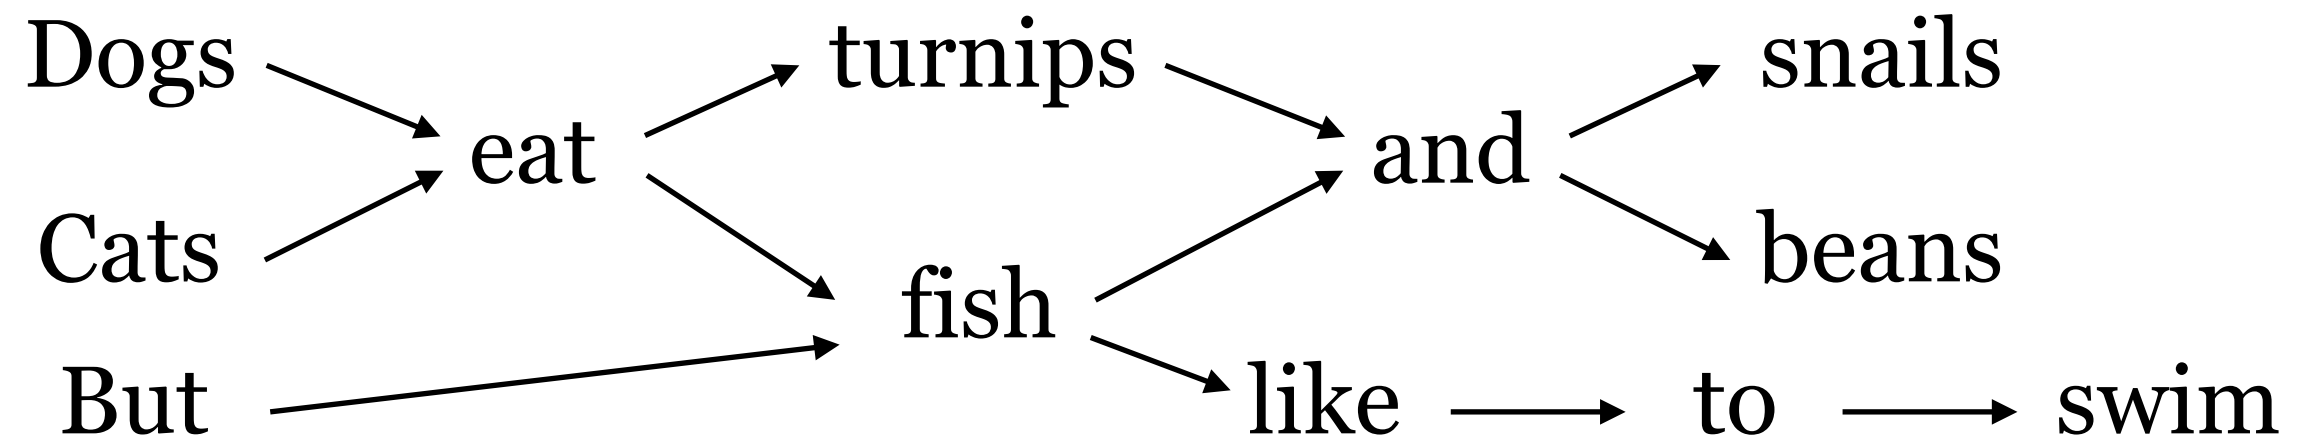 Dogs turnips snails
eat and
Cats beans
fish
But like to swim